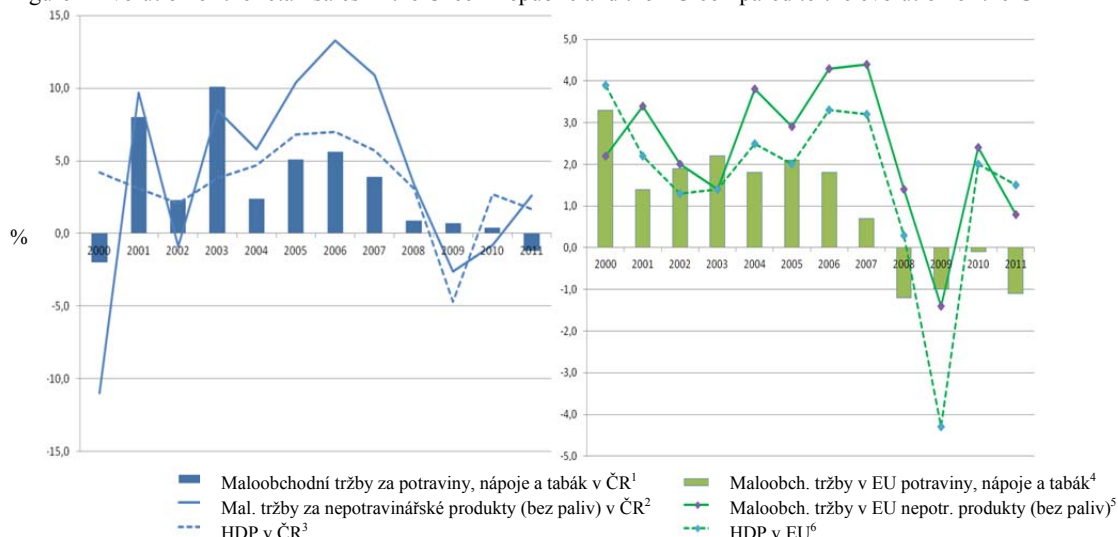 15,0
10,0
5,0
0,0
-5,0
-10,0
-15,0
%
2000 2001 2002 2003 2004 2005 2006 2007 2008 2009 2010 2011
5,0
4,0
3,0
2,0
1,0
0,0
-1,0
-2,0
-3,0
-4,0
-5,0
2000 2001 2002 2003 2004 2005 2006 2007 2008 2009 2010 2011
Maloobchodní tržby za potraviny, nápoje a tabák v ČR¹
Mal. tržby za nepotravinářské produkty (bez paliv) v ČR²
HDP v ČR³
Maloobch. tržby v EU potraviny, nápoje a tabák⁴
Maloobch. tržby v EU nepotr. produkty (bez paliv)⁵
HDP v EU⁶